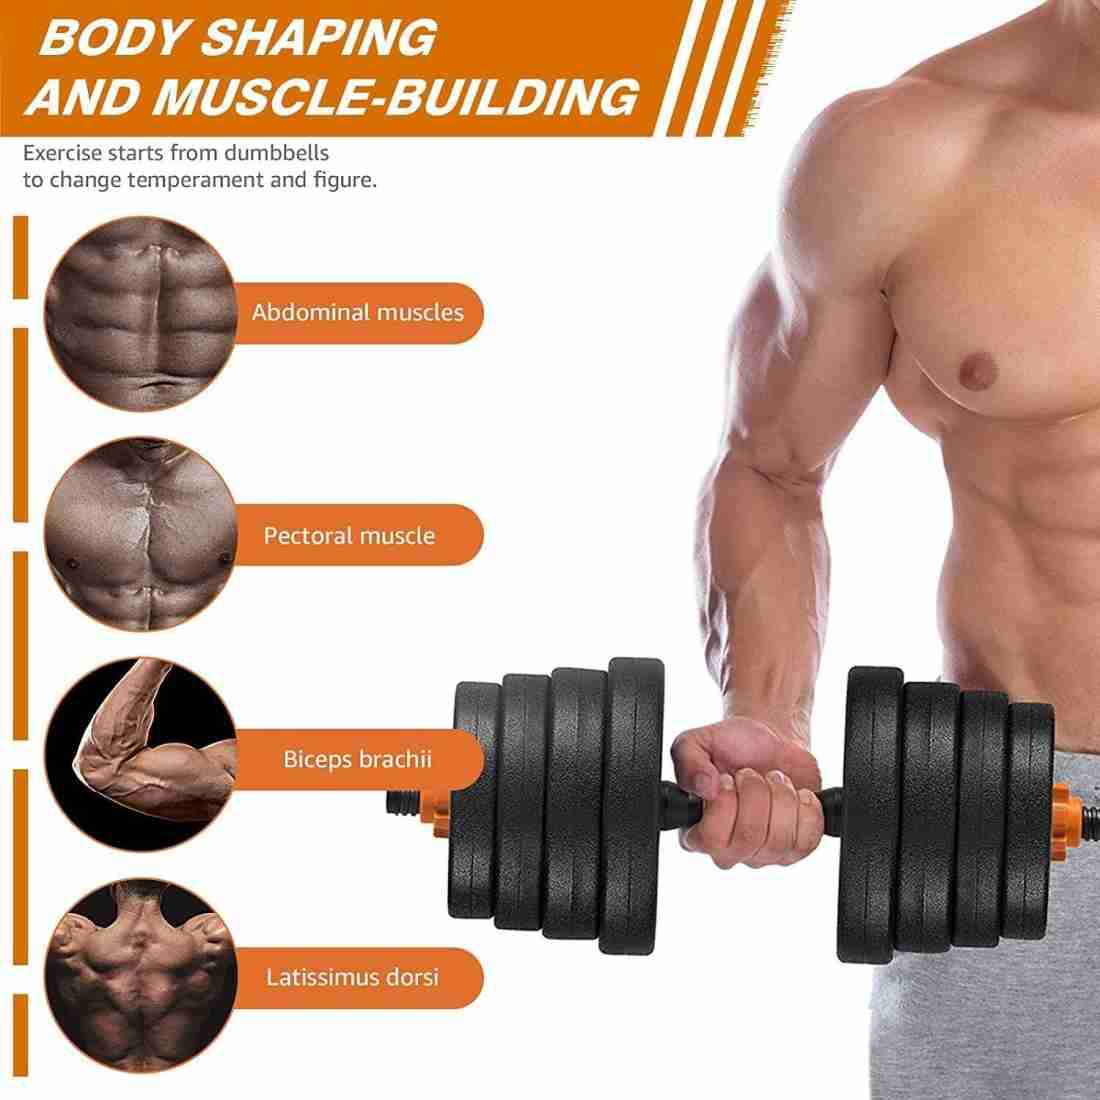 BODY SHAPING
AND MUSCLE-BUILDING
Exercise starts from dumbbells
to change temperament and figure.
Abdominal muscles
Pectoral muscle
Biceps brachii
Latissimus dorsi